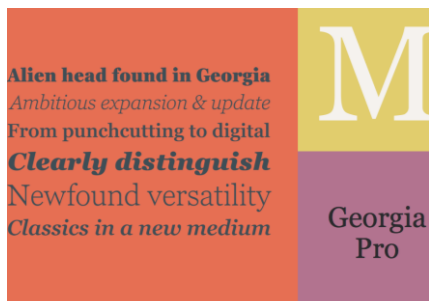 Alien head found in Georgia
Ambitious expansion & update
From punchcutting to digital
Clearly distinguish
Newfound versatility
Classics in a new medium
M
Georgia
Pro